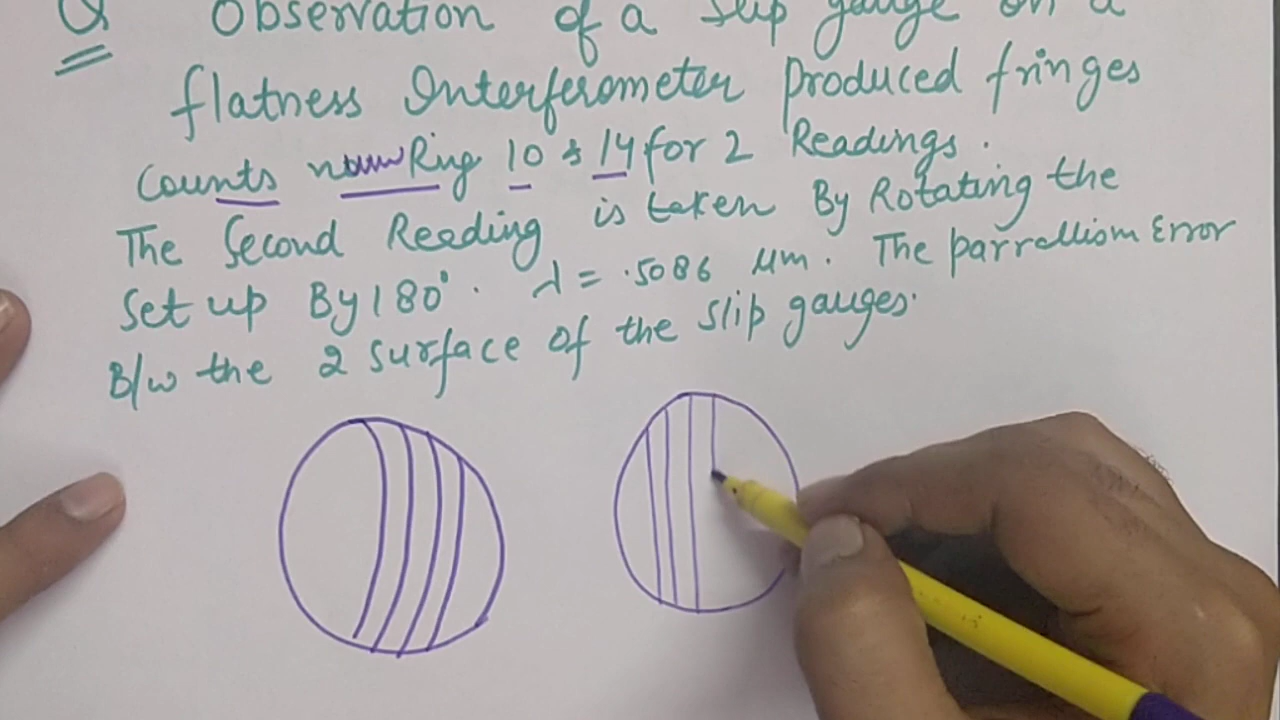 Q Observation of a slip gauge on a
flatness Interferometer produced fringes
Counts Ring 10 & 14 for 2 Readings.
The Second Reading is taken By Rotating the
Set up By 180°. λ = .5086 μm. The parrallism Error
B/w the 2 surface of the slip gauges.